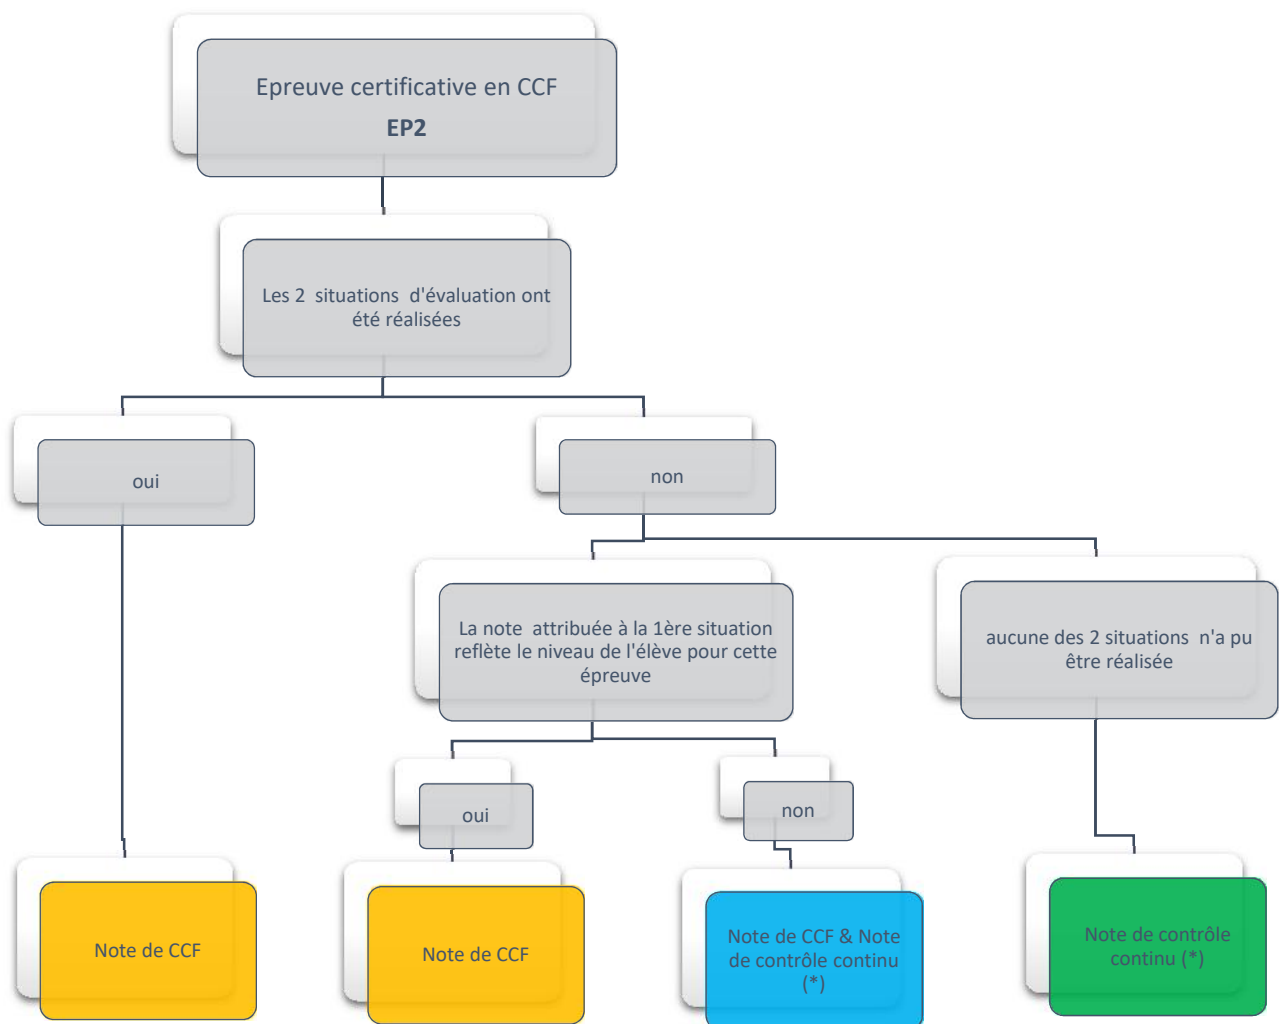 Epreuve certificative en CCF
EP2
Les 2 situations d'évaluation ont
été réalisées
oui
non
La note attribuée à la 1ère situation
reflète le niveau de l'élève pour cette
épreuve
aucune des 2 situations n'a pu
être réalisée
oui
non
Note de CCF
Note de CCF
Note de CCF & Note
de contrôle continu
(*)
Note de contrôle
continu (*)